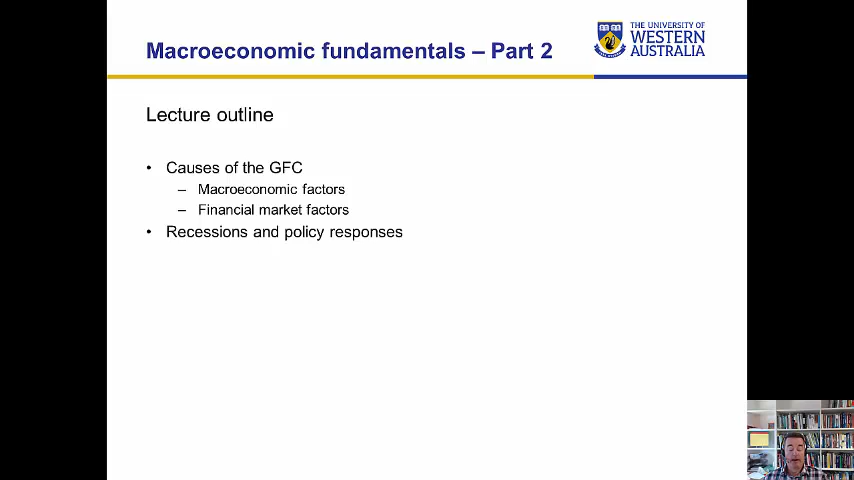 Macroeconomic fundamentals – Part 2
THE UNIVERSITY OF
WESTERN
AUSTRALIA
Lecture outline
• Causes of the GFC
– Macroeconomic factors
– Financial market factors
• Recessions and policy responses